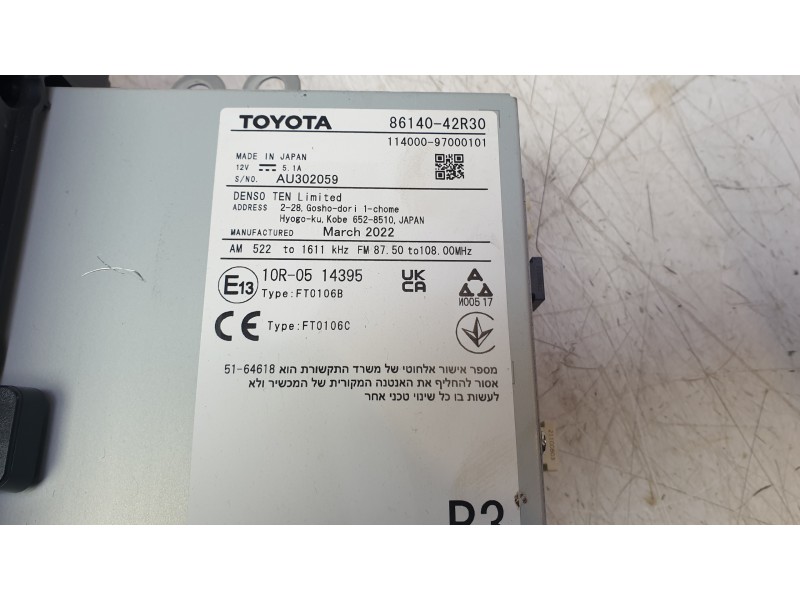 TOYOTA 86140-42R30
114000-97000101
MADE IN JAPAN
12V 5.1A
S/NO. AU302059
DENSO TEN Limited
ADDRESS 2-28, Gosho-dori 1-chome
Hyogo-ku, Kobe 652-8510, JAPAN
MANUFACTURED March 2022
AM 522 to 1611 kHz FM 87.50 to 108.00MHz
E13 10R-05 14395 UK CA
Type:FT0106B
И005 17
CE Type:FT0106C
מספר אישור אלחוטי של משרד התקשורת הוא 51-64618
אסור להחליף את האנטנה המקורית של המכשיר ולא
לעשות בו כל שינוי טכני אחר
R3